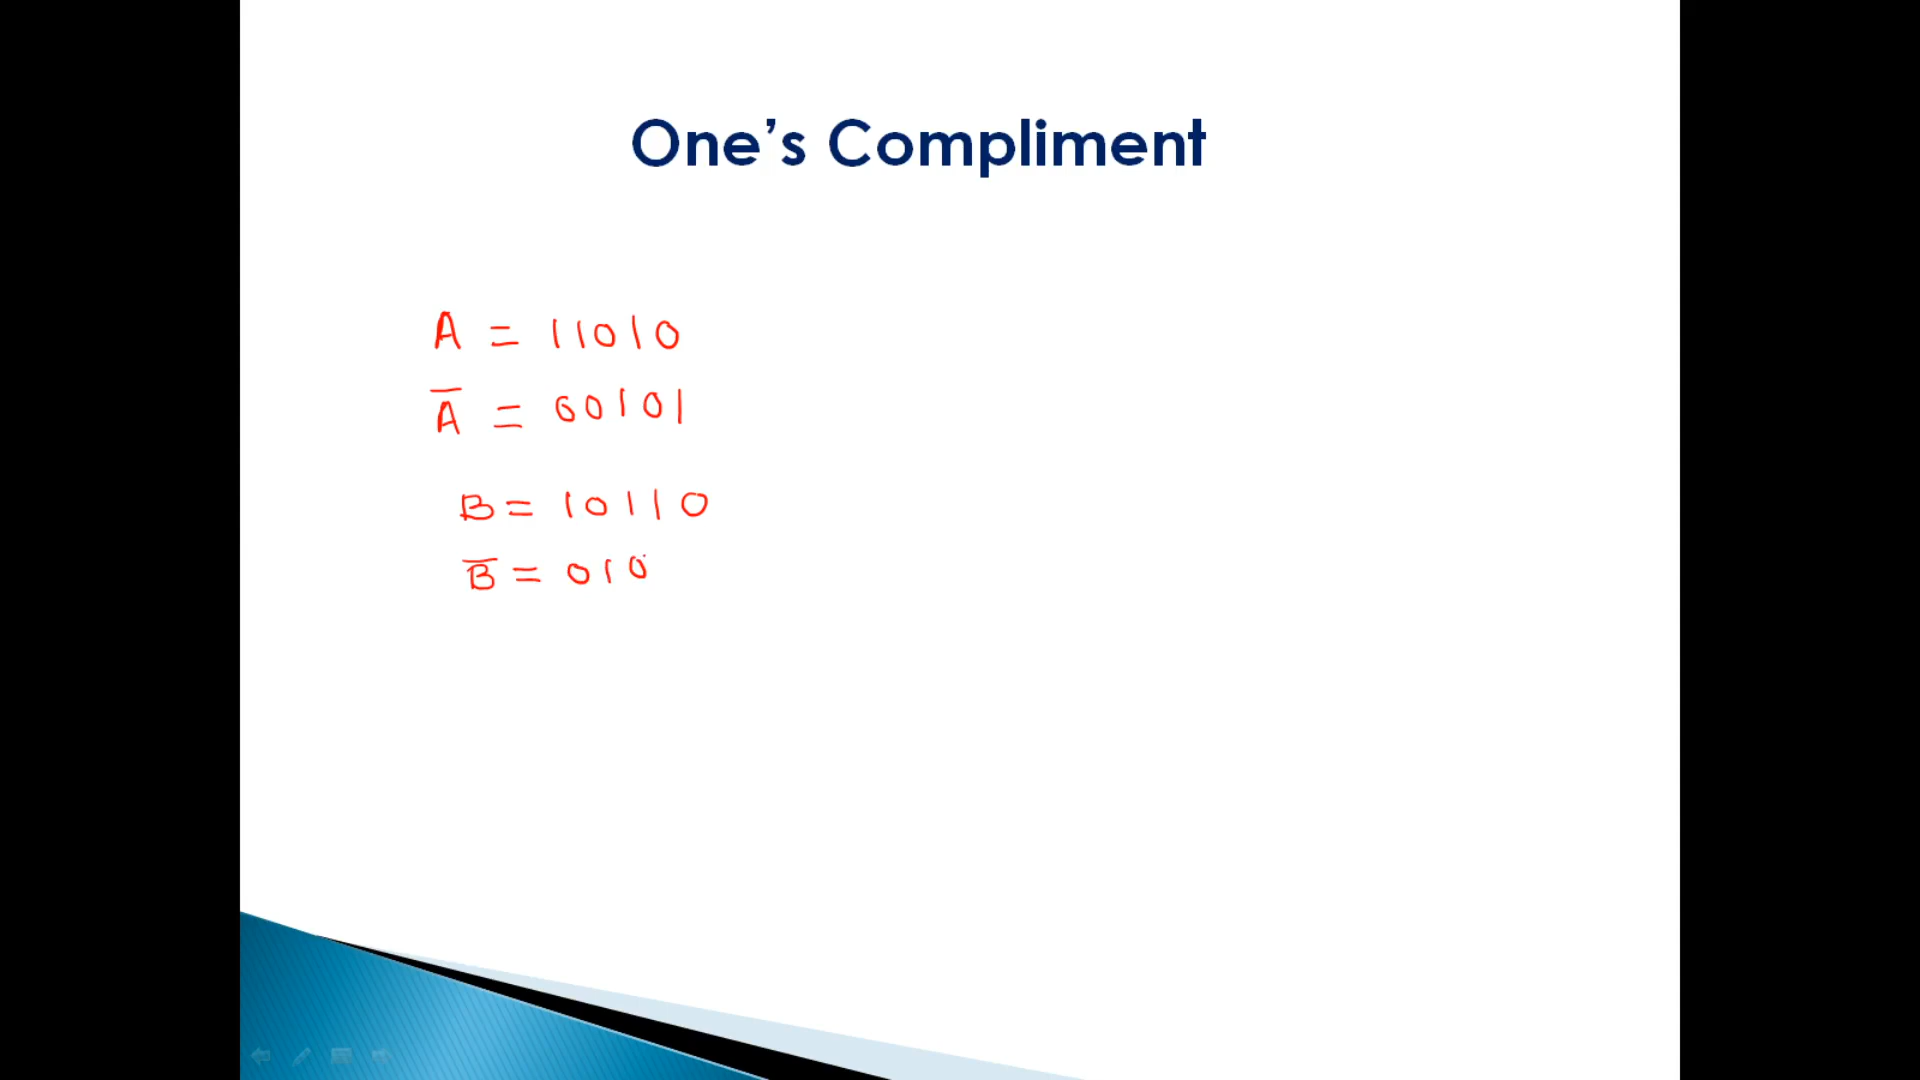 One’s Compliment
A = 11010
A̅ = 00101
B = 10110
B̅ = 010